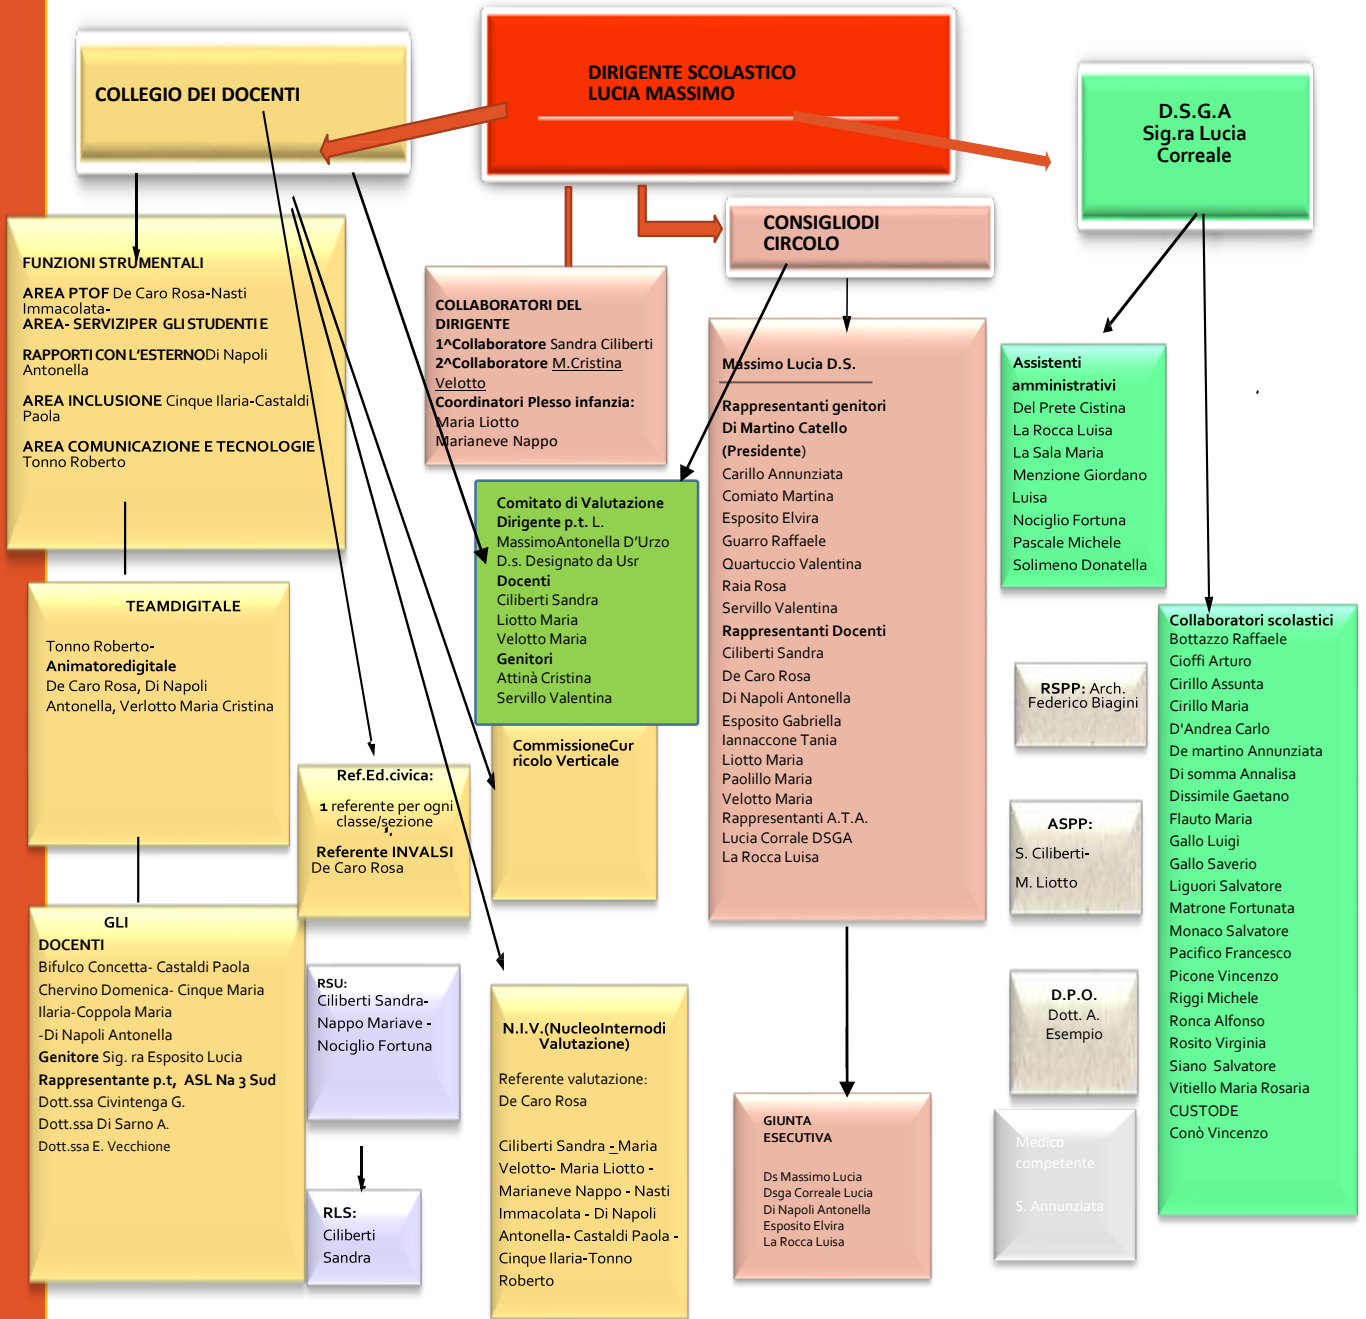 COLLEGIO DEI DOCENTI
DIRIGENTE SCOLASTICO
LUCIA MASSIMO
D.S.G.A
Sig.ra Lucia
Correale
CONSIGLIODI
CIRCOLO
FUNZIONI STRUMENTALI
AREA PTOF De Caro Rosa-Nasti
Immacolata-
AREA- SERVIZIPER GLI STUDENTI E
RAPPORTI CON L'ESTERNODi Napoli
Antonella
AREA INCLUSIONE Cinque Ilaria-Castaldi
Paola
AREA COMUNICAZIONE E TECNOLOGIE
Tonno Roberto
COLLABORATORI DEL
DIRIGENTE
1^Collaboratore Sandra Ciliberti
2^Collaboratore M.Cristina
Velotto
Coordinatori Plesso infanzia:
Maria Liotto
Marianeve Nappo
Massimo Lucia D.S.
Rappresentanti genitori
Di Martino Catello
(Presidente)
Carillo Annunziata
Comiato Martina
Esposito Elvira
Guarro Raffaele
Quartuccio Valentina
Raia Rosa
Servillo Valentina
Rappresentanti Docenti
Ciliberti Sandra
De Caro Rosa
Di Napoli Antonella
Esposito Gabriella
Iannaccone Tania
Liotto Maria
Paolillo Maria
Velotto Maria
Rappresentanti A.T.A.
Lucia Corrale DSGA
La Rocca Luisa
Assistenti
amministrativi
Del Prete Cistina
La Rocca Luisa
La Sala Maria
Menzione Giordano
Luisa
Nociglio Fortuna
Pascale Michele
Solimeno Donatella
Comitato di Valutazione
Dirigente p.t. L.
MassimoAntonella D'Urzo
D.s. Designato da Usr
Docenti
Ciliberti Sandra
Liotto Maria
Velotto Maria
Genitori
Attinà Cristina
Servillo Valentina
TEAMDIGITALE
Tonno Roberto-
Animatoredigitale
De Caro Rosa, Di Napoli
Antonella, Verlotto Maria Cristina
CommissioneCur
ricolo Verticale
Ref.Ed.civica:
1 referente per ogni
classe/sezione
1,
Referente INVALSI
De Caro Rosa
RSPP: Arch.
Federico Biagini
ASPP:
S. Ciliberti-
M. Liotto
D.P.O.
Dott. A.
Esempio
Medico
competente
S. Annunziata
Collaboratori scolastici
Bottazzo Raffaele
Cioffi Arturo
Cirillo Assunta
Cirillo Maria
D'Andrea Carlo
De martino Annunziata
Di somma Annalisa
Dissimile Gaetano
Flauto Maria
Gallo Luigi
Gallo Saverio
Liguori Salvatore
Matrone Fortunata
Monaco Salvatore
Pacifico Francesco
Picone Vincenzo
Riggi Michele
Ronca Alfonso
Rosito Virginia
Siano Salvatore
Vitiello Maria Rosaria
CUSTODE
Conò Vincenzo
GLI
DOCENTI
Bifulco Concetta- Castaldi Paola
Chervino Domenica- Cinque Maria
Ilaria-Coppola Maria
-Di Napoli Antonella
Genitore Sig. ra Esposito Lucia
Rappresentante p.t, ASL Na 3 Sud
Dott.ssa Civintenga G.
Dott.ssa Di Sarno A.
Dott.ssa E. Vecchione
RSU:
Ciliberti Sandra-
Nappo Mariave -
Nociglio Fortuna
RLS:
Ciliberti
Sandra
N.I.V.(NucleoInternodi
Valutazione)
Referente valutazione:
De Caro Rosa
Ciliberti Sandra - Maria
Velotto- Maria Liotto -
Marianeve Nappo - Nasti
Immacolata - Di Napoli
Antonella- Castaldi Paola -
Cinque Ilaria-Tonno
Roberto
GIUNTA
ESECUTIVA
Ds Massimo Lucia
Dsga Correale Lucia
Di Napoli Antonella
Esposito Elvira
La Rocca Luisa